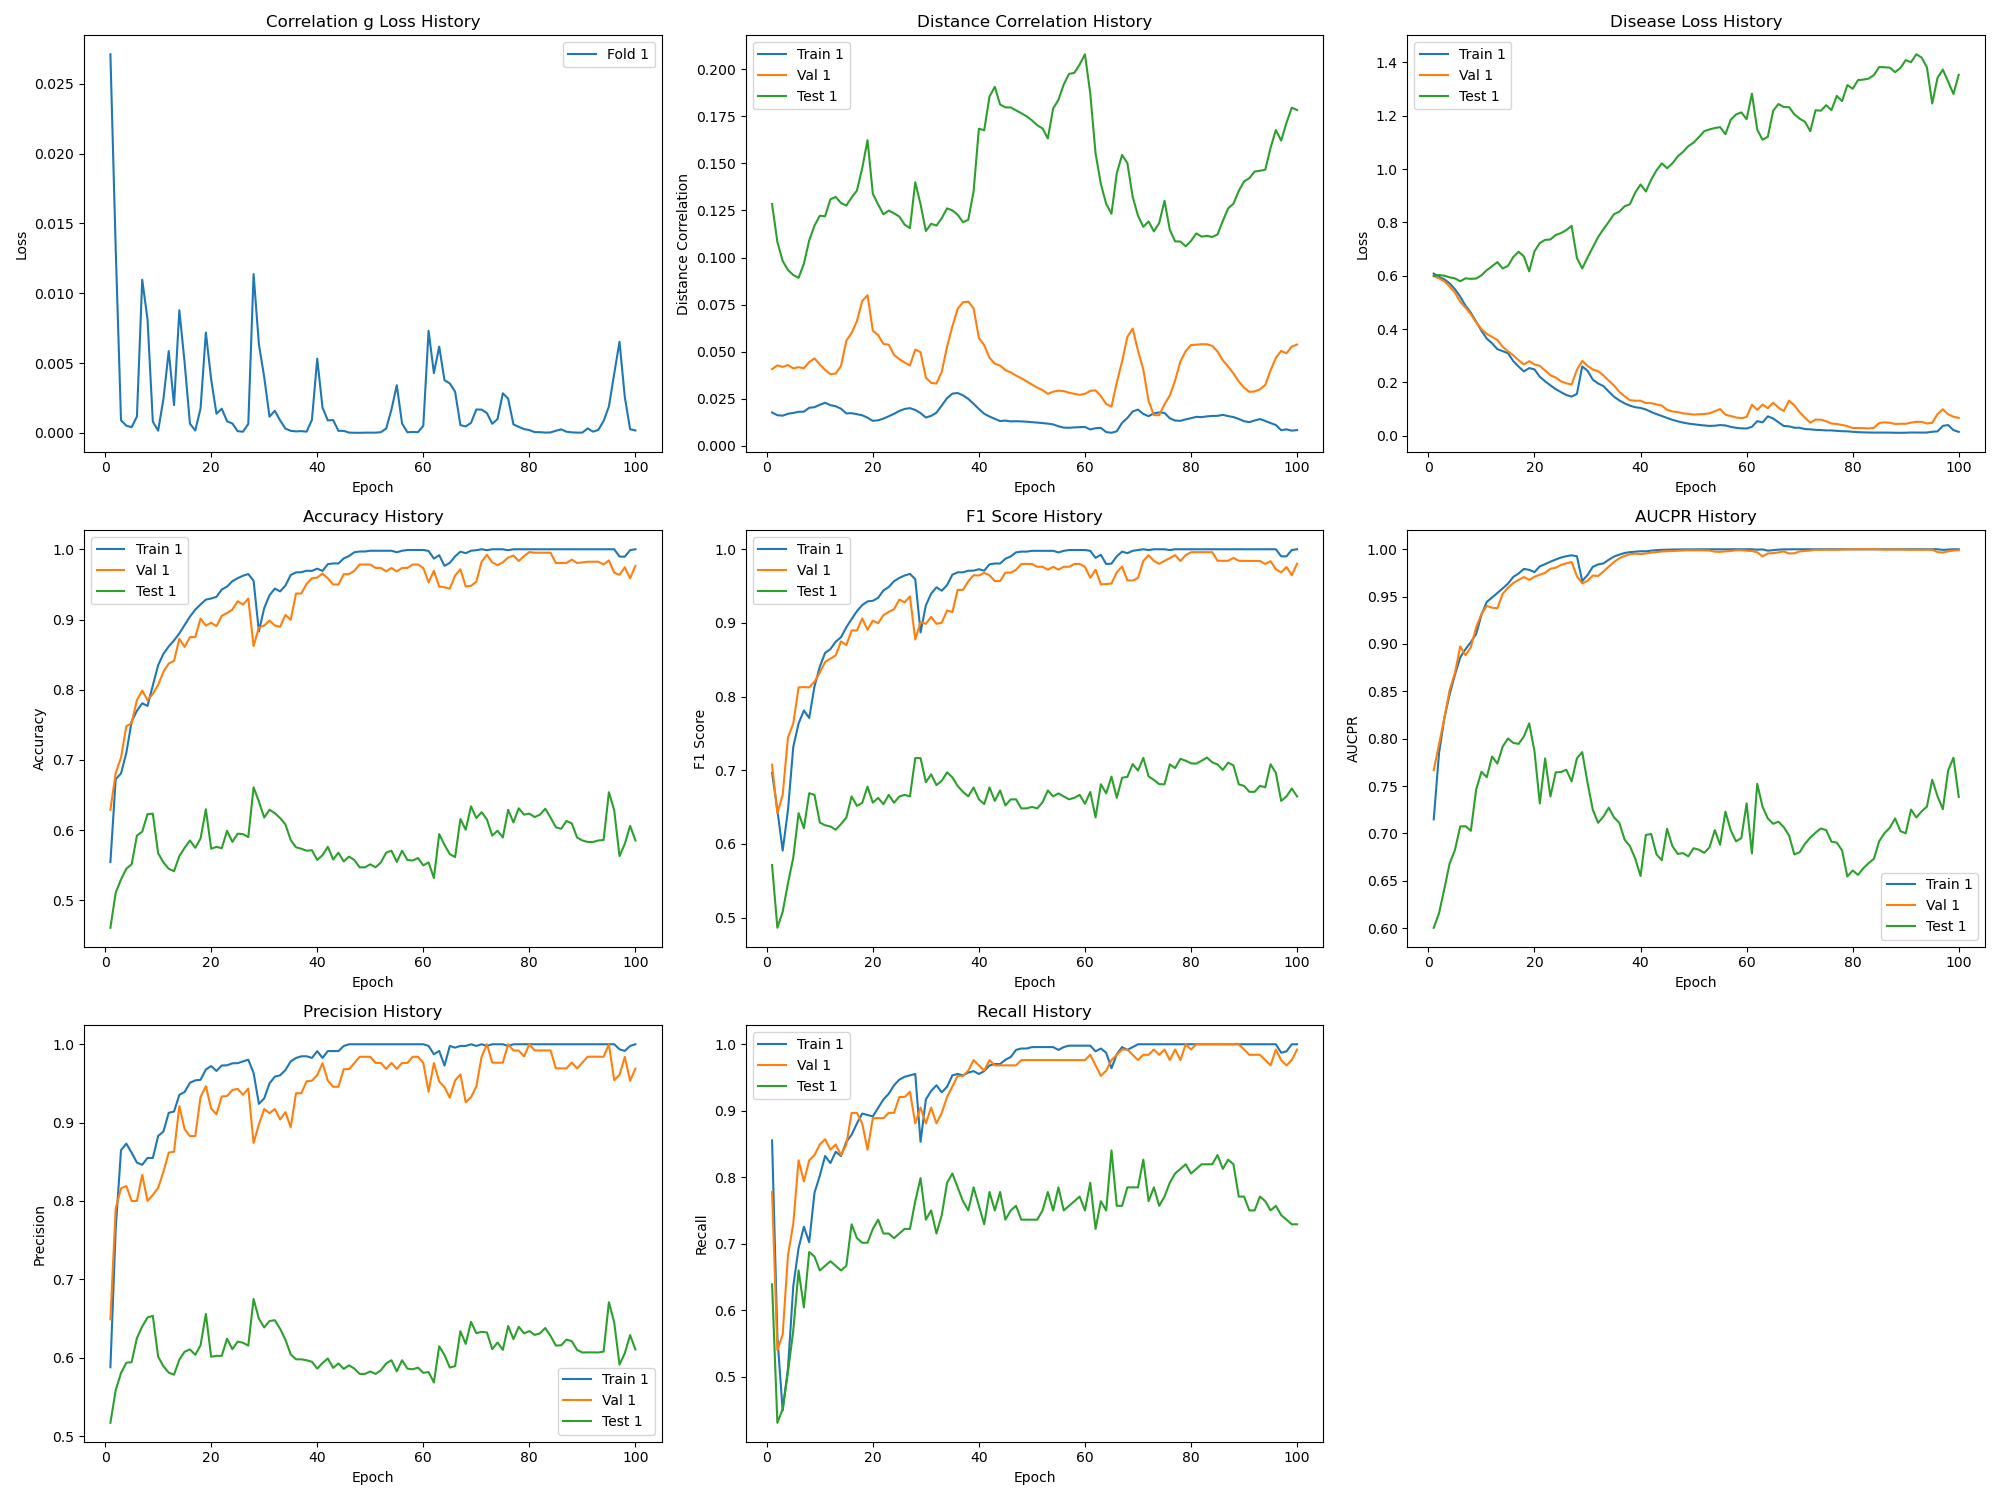 Correlation g Loss History
Loss
0.025
0.020
0.015
0.010
0.005
0.000
Fold 1
0 20 40 60 80 100
Epoch
Distance Correlation History
Distance Correlation
0.200
0.175
0.150
0.125
0.100
0.075
0.050
0.025
0.000
Train 1
Val 1
Test 1
0 20 40 60 80 100
Epoch
Disease Loss History
Loss
1.4
1.2
1.0
0.8
0.6
0.4
0.2
0.0
Train 1
Val 1
Test 1
0 20 40 60 80 100
Epoch
Accuracy History
Accuracy
1.0
0.9
0.8
0.7
0.6
0.5
Train 1
Val 1
Test 1
0 20 40 60 80 100
Epoch
F1 Score History
F1 Score
1.0
0.9
0.8
0.7
0.6
0.5
Train 1
Val 1
Test 1
0 20 40 60 80 100
Epoch
AUCPR History
AUCPR
1.00
0.95
0.90
0.85
0.80
0.75
0.70
0.65
0.60
Train 1
Val 1
Test 1
0 20 40 60 80 100
Epoch
Precision History
Precision
1.0
0.9
0.8
0.7
0.6
0.5
Train 1
Val 1
Test 1
0 20 40 60 80 100
Epoch
Recall History
Recall
1.0
0.9
0.8
0.7
0.6
0.5
Train 1
Val 1
Test 1
0 20 40 60 80 100
Epoch